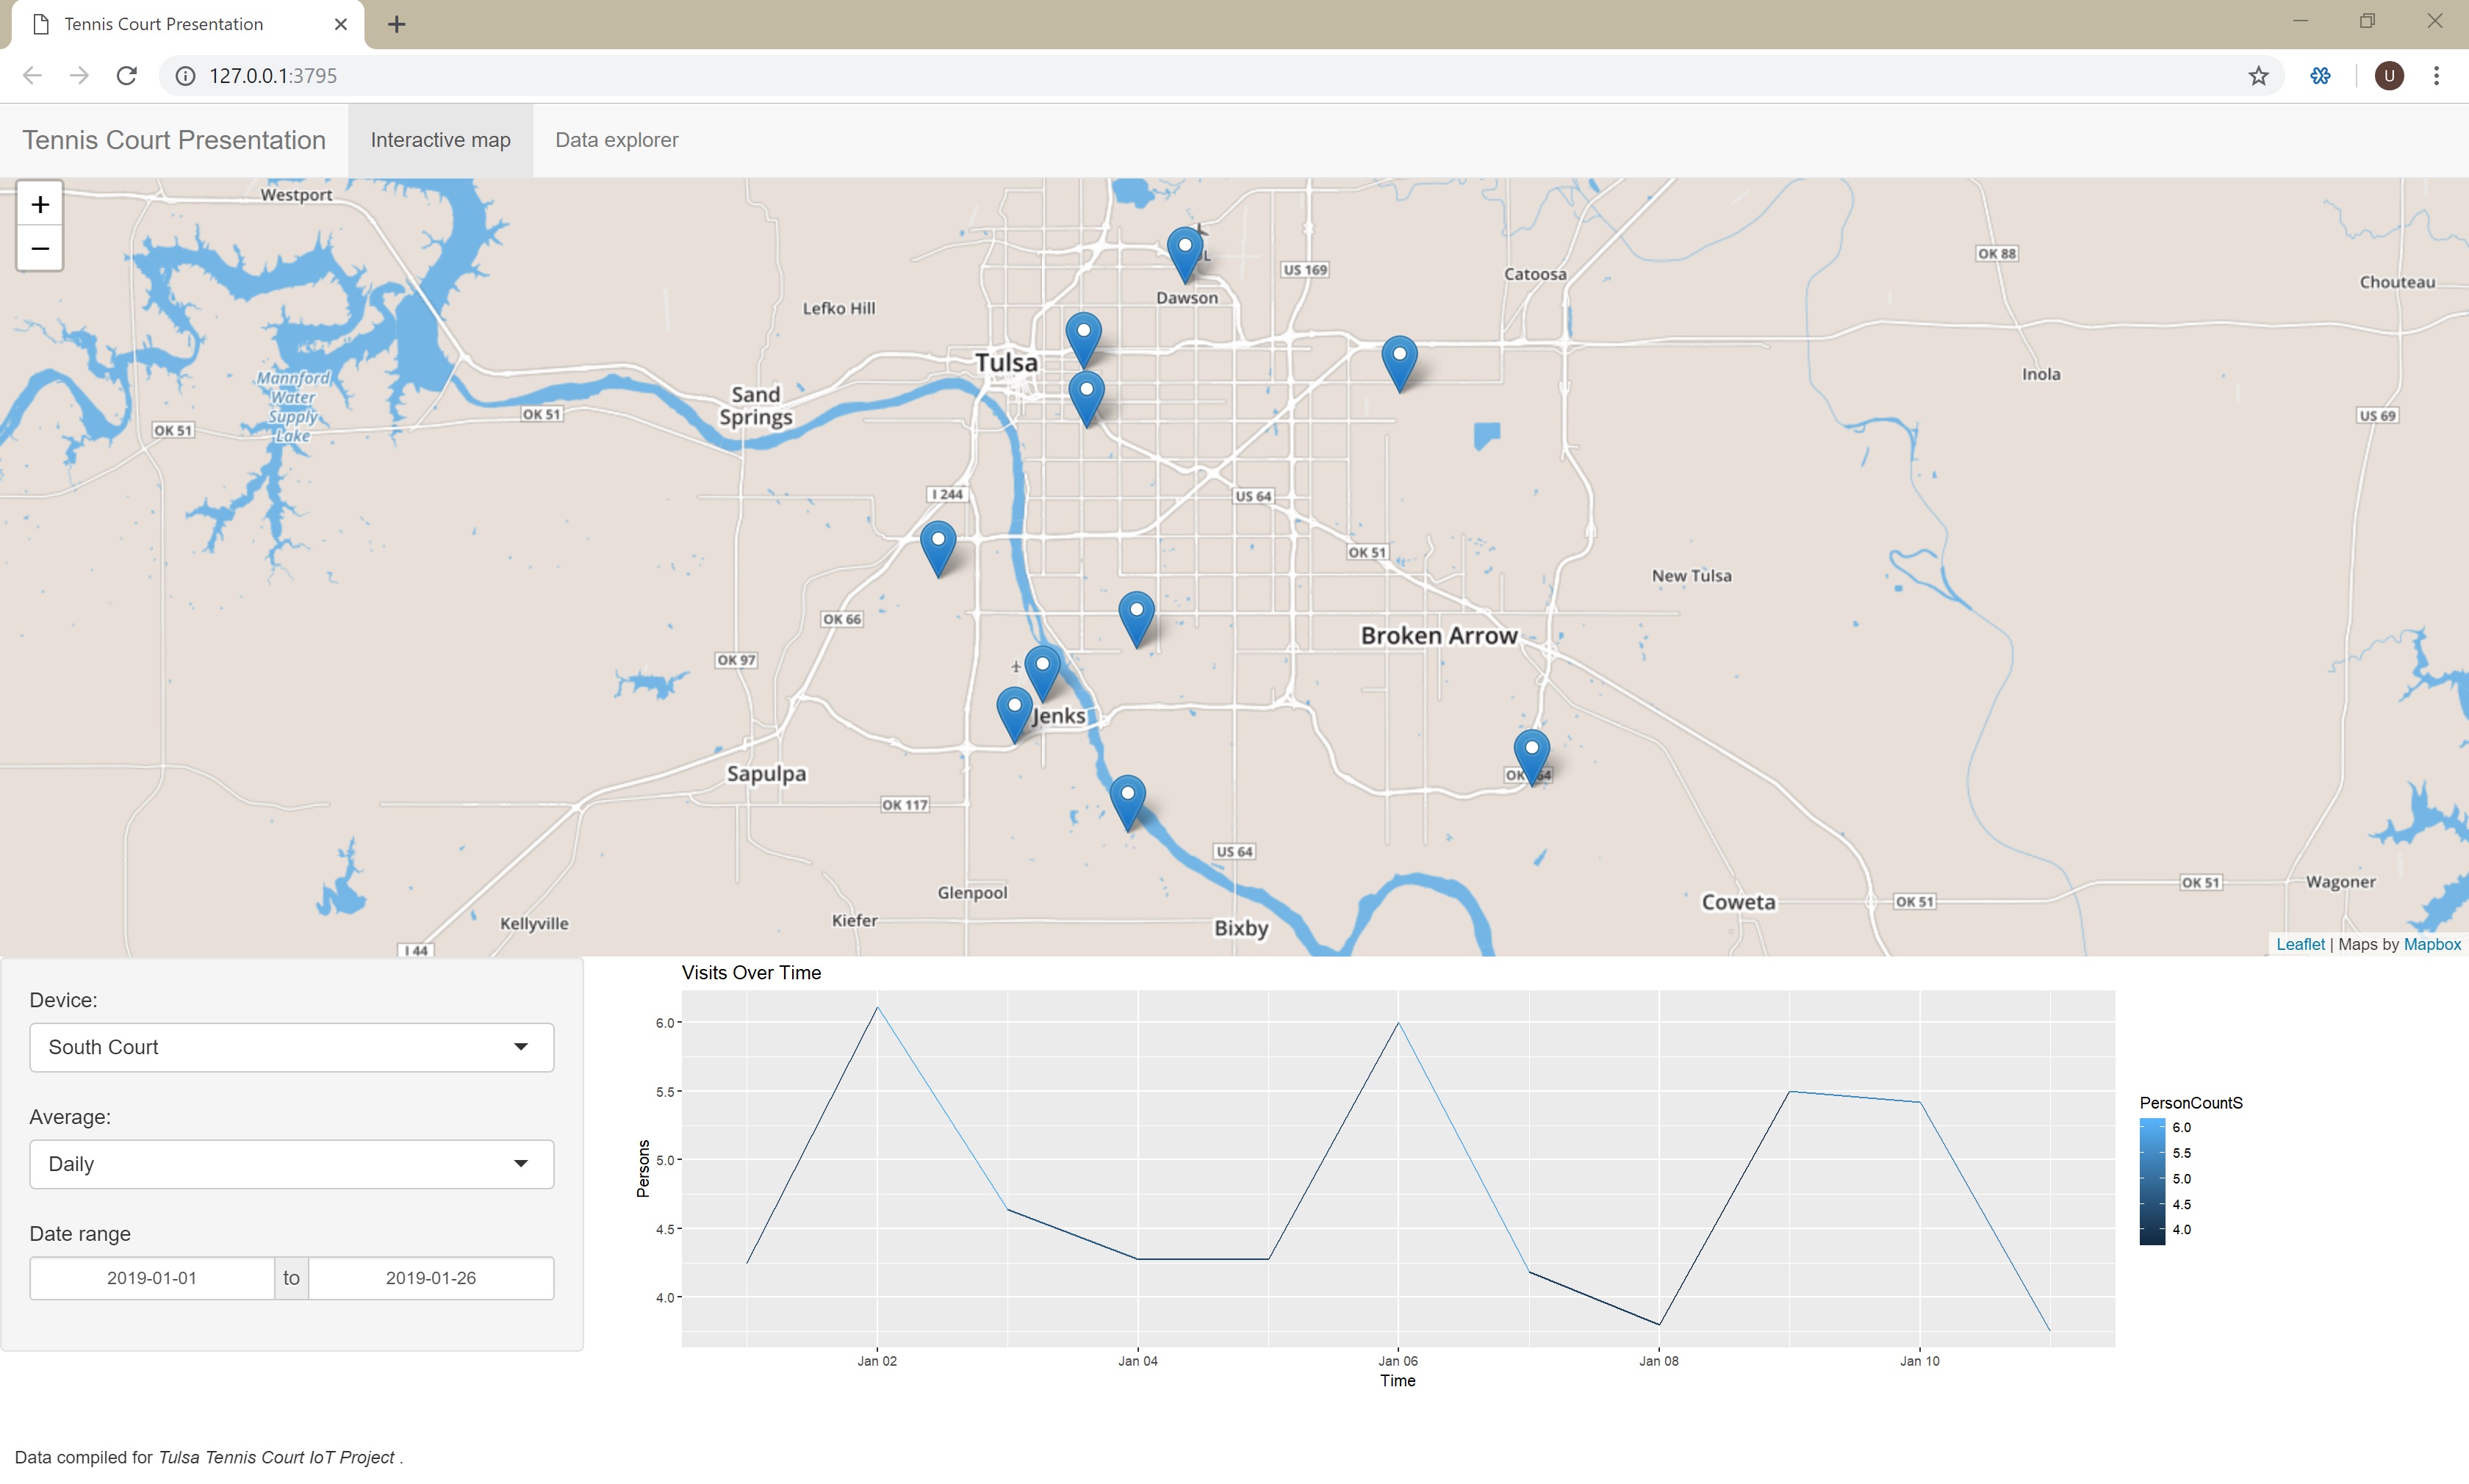 Tennis Court Presentation
127.0.0.1:3795
U
Tennis Court Presentation Interactive map Data explorer
+
−
Westport
OK 88
US 169
Catoosa
Chouteau
Dawson
Lefko Hill
Tulsa
Inola
Mannford
Water
Supply
Lake
Sand
Springs
OK 51
OK 51
US 69
I 244
US 64
OK 51
New Tulsa
OK 66
Broken Arrow
OK 97
Jenks
Sapulpa
OK 64
OK 117
US 64
Glenpool
OK 51
Wagoner
Coweta
OK 51
Kellyville
Kiefer
Bixby
I 44
Leaflet | Maps by Mapbox
Device:
South Court
Average:
Daily
Date range
2019-01-01 to 2019-01-26
Visits Over Time
6.0
5.5
5.0
4.5
4.0
Persons
Jan 02 Jan 04 Jan 06 Jan 08 Jan 10
Time
PersonCountS
6.0
5.5
5.0
4.5
4.0
Data compiled for Tulsa Tennis Court IoT Project .